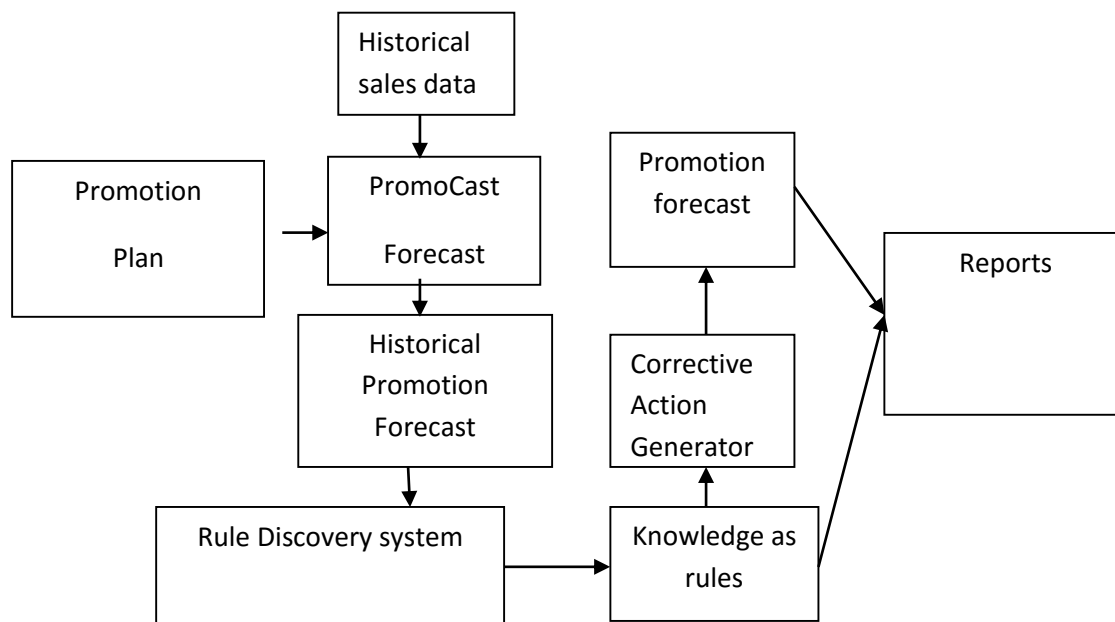 Historical
sales data
Promotion
Plan
PromoCast
Forecast
Historical
Promotion
Forecast
Rule Discovery system
Promotion
forecast
Corrective
Action
Generator
Knowledge as
rules
Reports